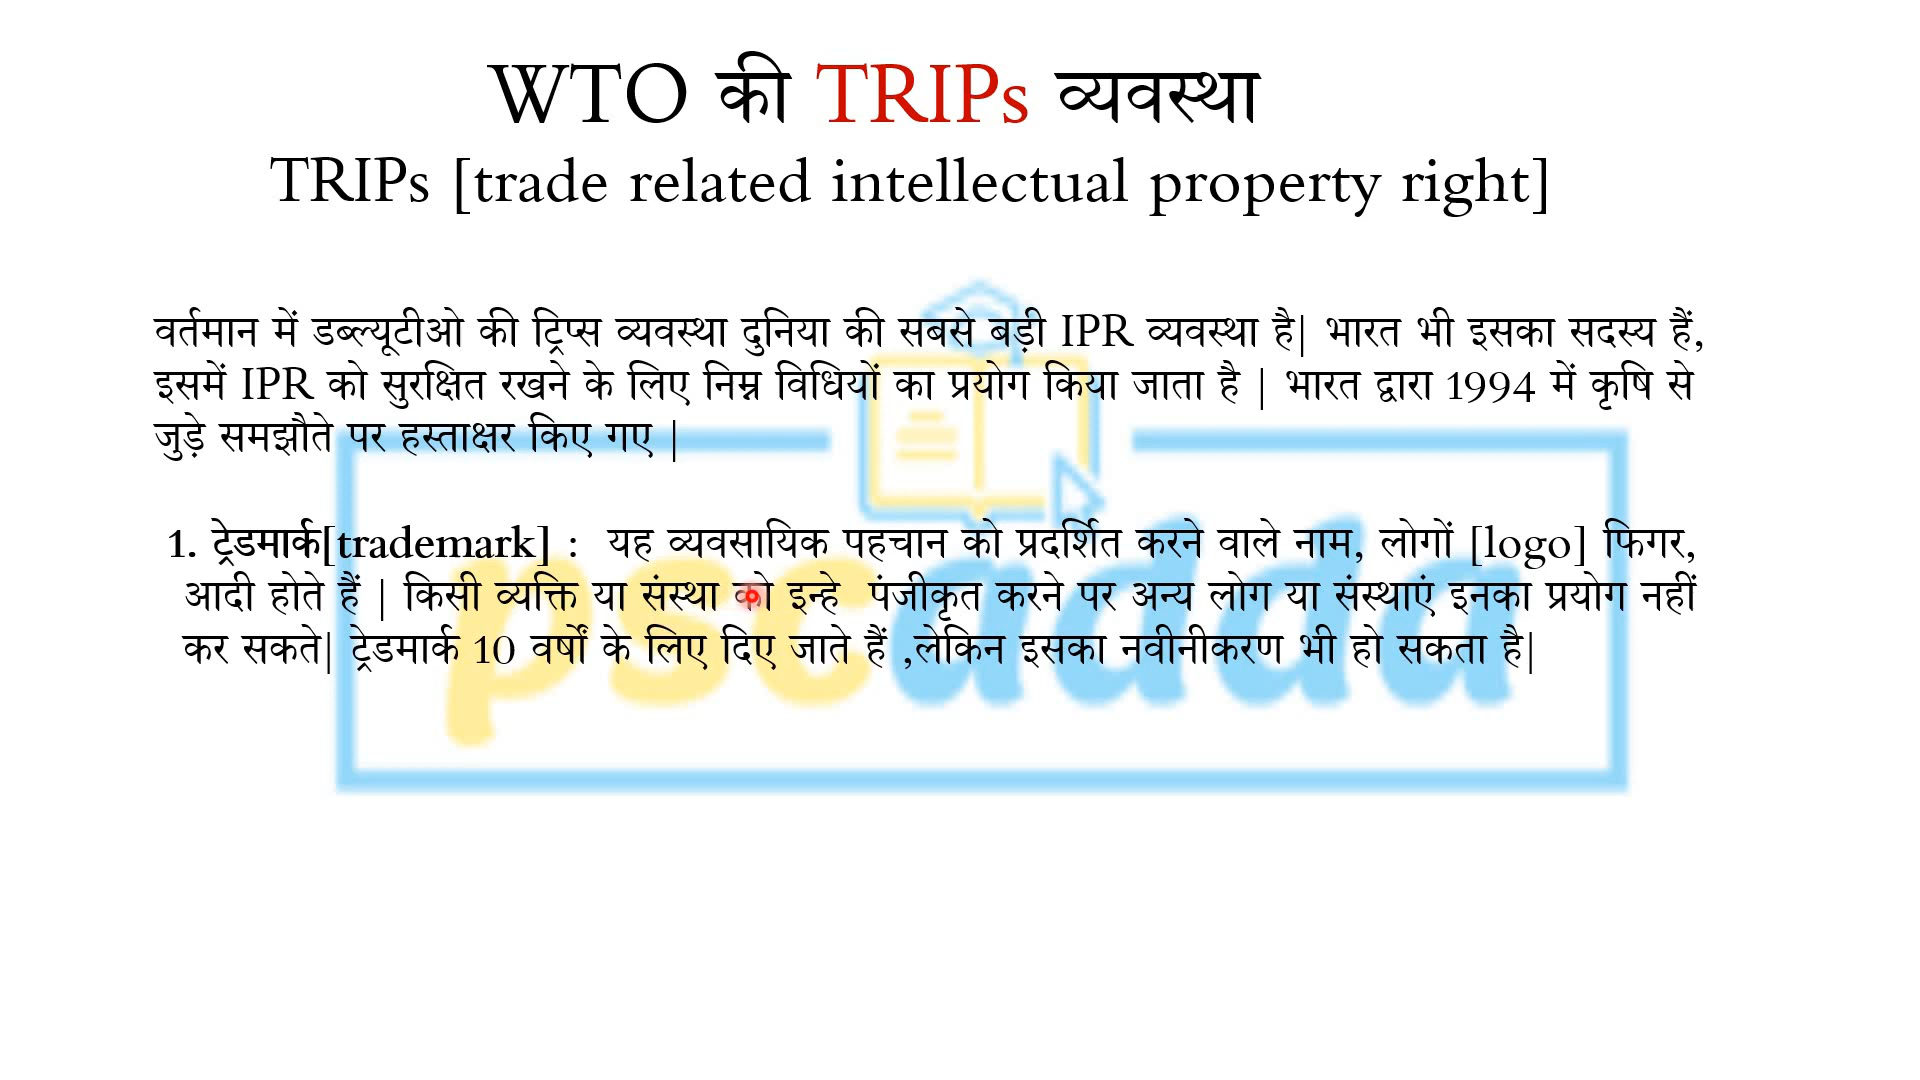 WTO की TRIPs व्यवस्था
TRIPs [trade related intellectual property right]
वर्तमान में डब्ल्यूटीओ की ट्रिप्स व्यवस्था दुनिया की सबसे बड़ी IPR व्यवस्था है| भारत भी इसका सदस्य हैं,
इसमें IPR को सुरक्षित रखने के लिए निम्न विधियों का प्रयोग किया जाता है | भारत द्वारा 1994 में कृषि से
जुड़े समझौते पर हस्ताक्षर किए गए |
1. ट्रेडमार्क[trademark] : यह व्यवसायिक पहचान को प्रदर्शित करने वाले नाम, लोगों [logo] फिगर,
आदी होते हैं | किसी व्यक्ति या संस्था को इन्हे पंजीकृत करने पर अन्य लोग या संस्थाएं इनका प्रयोग नहीं
कर सकते| ट्रेडमार्क 10 वर्षों के लिए दिए जाते हैं ,लेकिन इसका नवीनीकरण भी हो सकता है|
pscadda